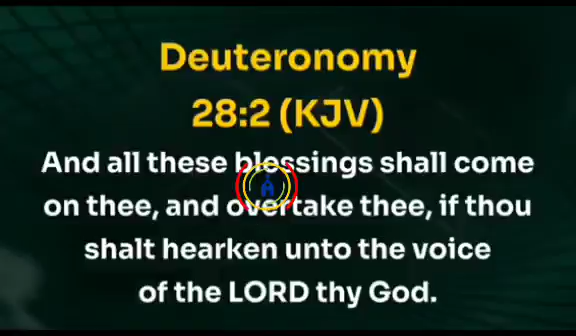 Deuteronomy
28:2 (KJV)
And all these blessings shall come
on thee, and overtake thee, if thou
shalt hearken unto the voice
of the LORD thy God.